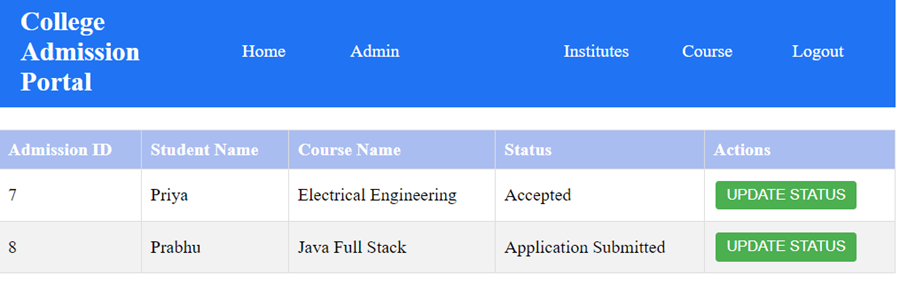 College
Admission
Portal
Home Admin Institutes Course Logout
Admission ID Student Name Course Name Status Actions
7 Priya Electrical Engineering Accepted UPDATE STATUS
8 Prabhu Java Full Stack Application Submitted UPDATE STATUS